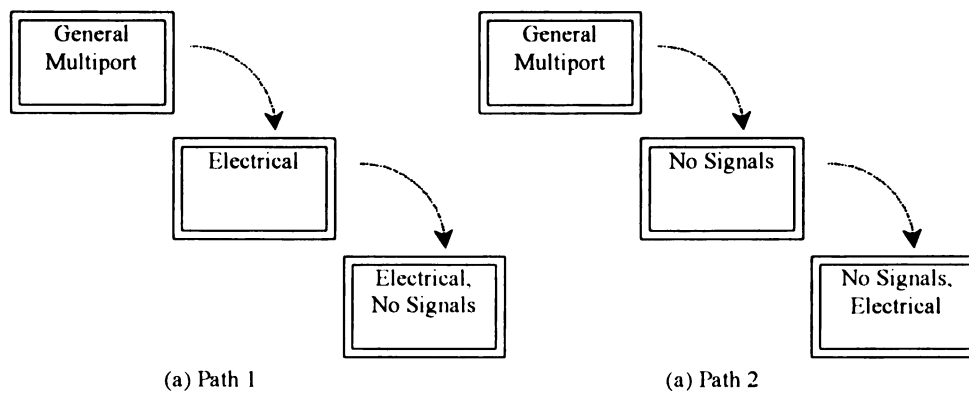 General
Multiport
Electrical
Electrical,
No Signals
(a) Path 1
General
Multiport
No Signals
No Signals,
Electrical
(a) Path 2